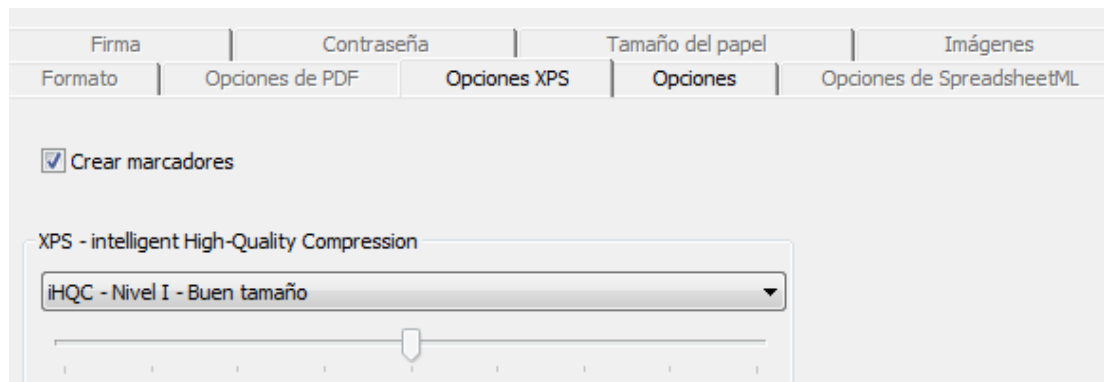 Firma Contraseña Tamaño del papel Imágenes
Formato Opciones de PDF Opciones XPS Opciones Opciones de SpreadsheetML
Crear marcadores
XPS - intelligent High-Quality Compression
iHQC - Nivel I - Buen tamaño